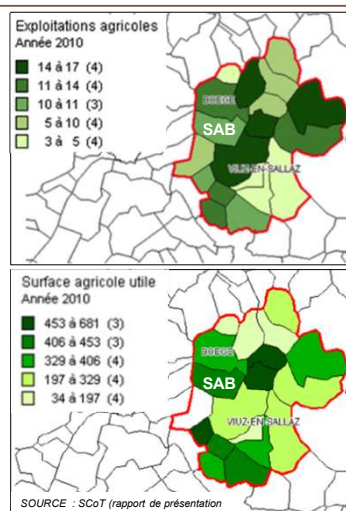 Exploitations agricoles
Année 2010
14 à 17 (4)
11 à 14 (4)
10 à 11 (3)
5 à 10 (4)
3 à 5 (4)
BOEGE
SAB
VIUZ-EN-SALLAZ
Surface agricole utile
Année 2010
453 à 681 (3)
406 à 453 (3)
329 à 406 (4)
197 à 329 (4)
34 à 197 (4)
BOEGE
SAB
VIUZ-EN-SALLAZ
SOURCE : SCoT (rapport de présentation